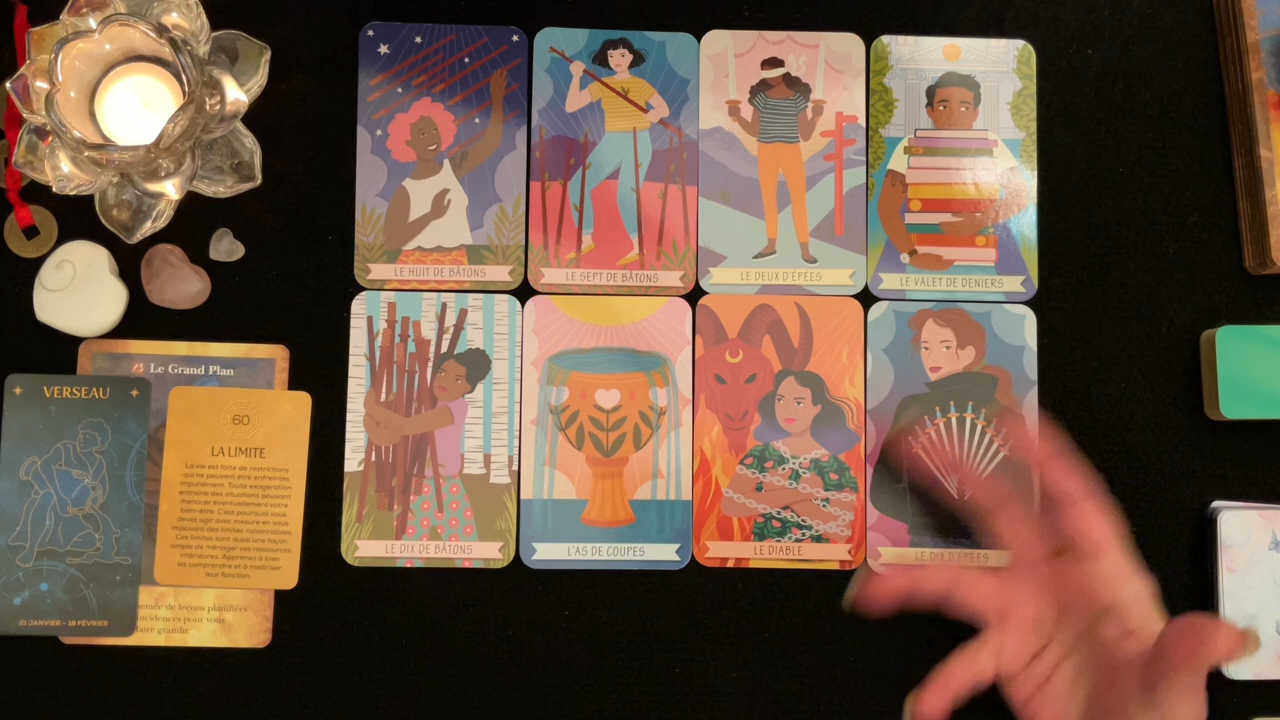 LE HUIT DE BÂTONS
LE SEPT DE BÂTONS
LE DEUX D'ÉPÉES
LE VALET DE DENIERS
LE DIX DE BÂTONS
L'AS DE COUPES
LE DIABLE
LE DIX D'ÉPÉES
23 Le Grand Plan
VERSEAU
21 JANVIER - 18 FÉVRIER
60
LA LIMITE
La vie est faite de restrictions
qui ne peuvent être enfreintes
impunément. Toute exagération
entraîne des situations pouvant
menacer éventuellement votre
bien-être. C'est pourquoi vous
devez agir avec mesure en vous
imposant des limites raisonnables.
Ces limites sont aussi une façon
simple de ménager vos ressources
intérieures. Apprenez à bien
les comprendre et à maîtriser
leur fonction.
de leçons planifiées
pour vous
faire grandir.